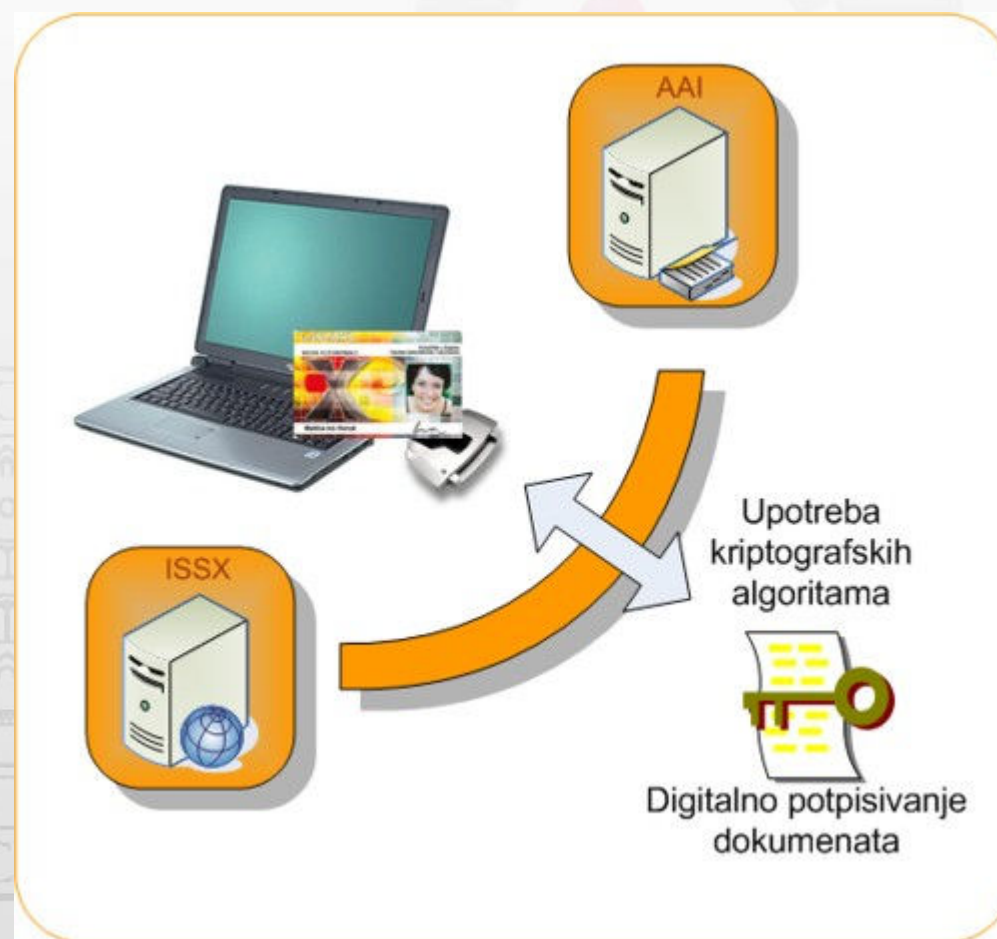 AAI
ISSX
Upotreba
kriptografskih
algoritama
Digitalno potpisivanje
dokumenata